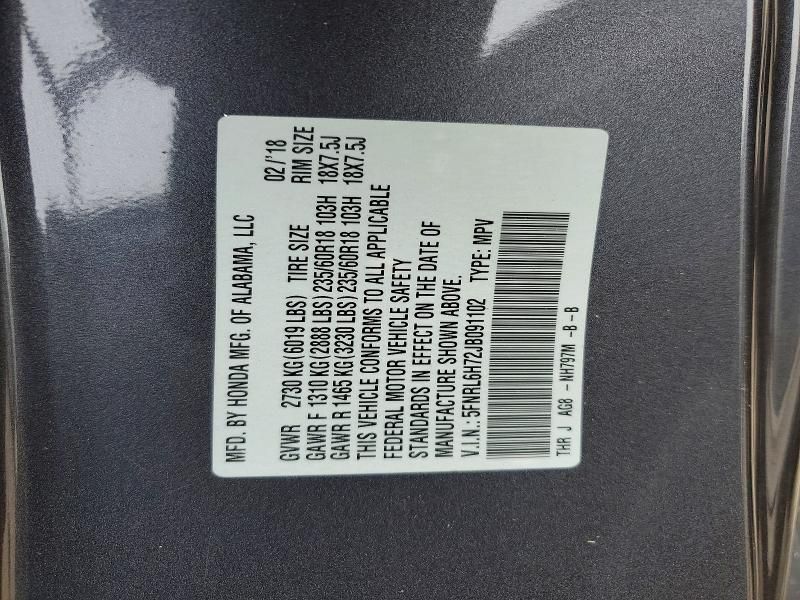 MFD. BY HONDA MFG. OF ALABAMA, LLC 02/'18
GVWR 2730 KG(6019 LBS) TIRE SIZE RIM SIZE
GAWR F 1310 KG(2888 LBS)235/60R18 103H 18X7.5J
GAWR R 1465 KG(3230 LBS)235/60R18 103H 18X7.5J
THIS VEHICLE CONFORMS TO ALL APPLICABLE
FEDERAL MOTOR VEHICLE SAFETY
STANDARDS IN EFFECT ON THE DATE OF
MANUFACTURE SHOWN ABOVE.
V.I.N.: 5FNRL6H72JB091102 TYPE: MPV
THR J AG8 -NH797M -B-B